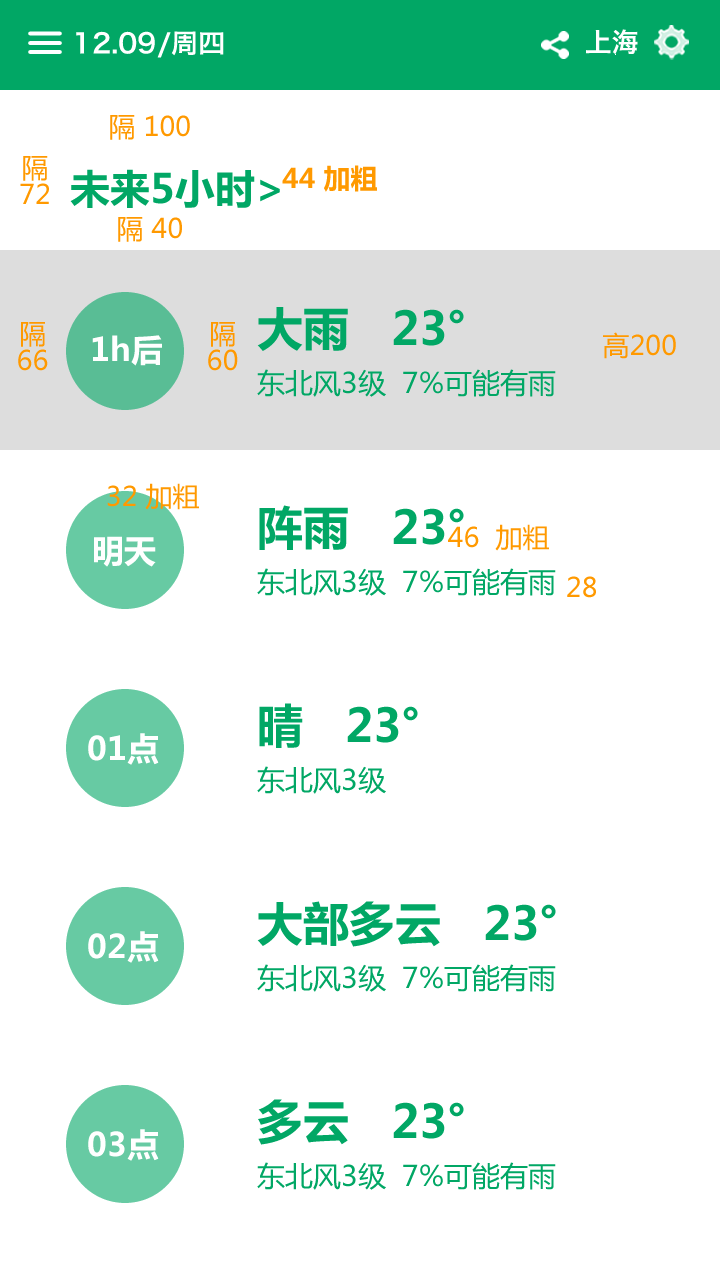 12.09/周四 上海
隔 100
隔 72
未来5小时>
44 加粗
隔 40
隔 66
1h后
隔 60
大雨 23°
东北风3级 7%可能有雨
高200
32 加粗
明天
阵雨 23°
46 加粗
东北风3级 7%可能有雨
28
01点
晴 23°
东北风3级
02点
大部多云 23°
东北风3级 7%可能有雨
03点
多云 23°
东北风3级 7%可能有雨